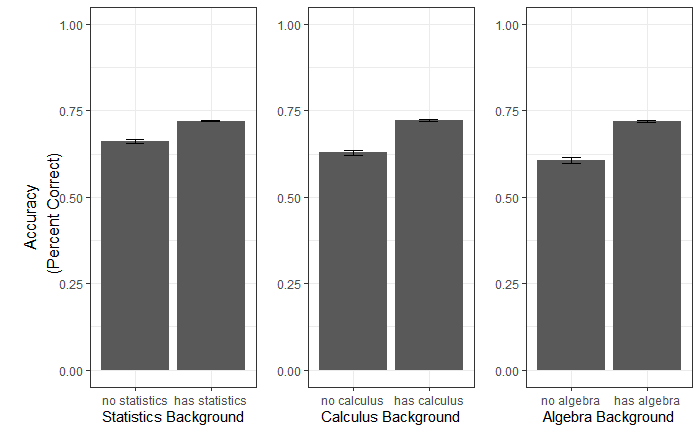 Accuracy
(Percent Correct)
1.00
0.75
0.50
0.25
0.00
no statistics
has statistics
Statistics Background
1.00
0.75
0.50
0.25
0.00
no calculus
has calculus
Calculus Background
1.00
0.75
0.50
0.25
0.00
no algebra
has algebra
Algebra Background